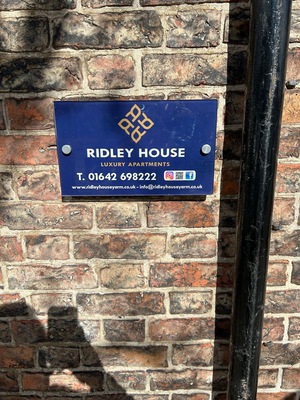 RIDLEY HOUSE
LUXURY APARTMENTS
T. 01642 698222
www.ridleyhouseyarm.co.uk - info@ridleyhouseyarm.co.uk